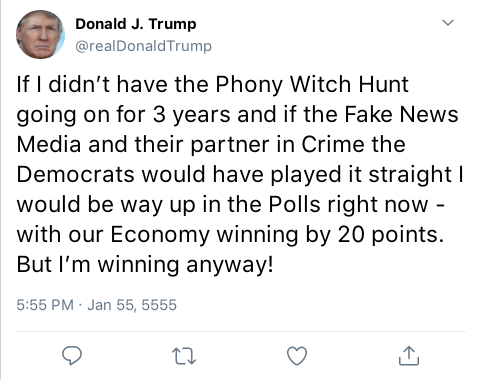 Donald J. Trump
@realDonaldTrump
If I didn’t have the Phony Witch Hunt
going on for 3 years and if the Fake News
Media and their partner in Crime the
Democrats would have played it straight I
would be way up in the Polls right now -
with our Economy winning by 20 points.
But I’m winning anyway!
5:55 PM · Jan 55, 5555